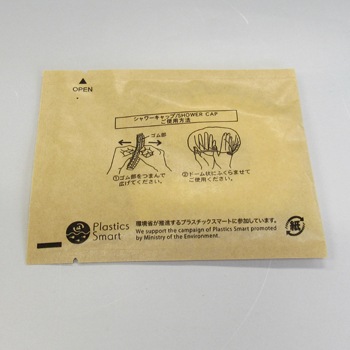 ▲
OPEN
シャワーキャップ/SHOWER CAP
ご使用方法
ゴム部
①ゴム部をつまんで
広げてください。
②ドーム状にふくらませて
ご使用ください。
Plastics
Smart
環境省が推進するプラスチックスマートに参加しています。
We support the campaign of Plastics Smart promoted
by Ministry of the Environment.
紙